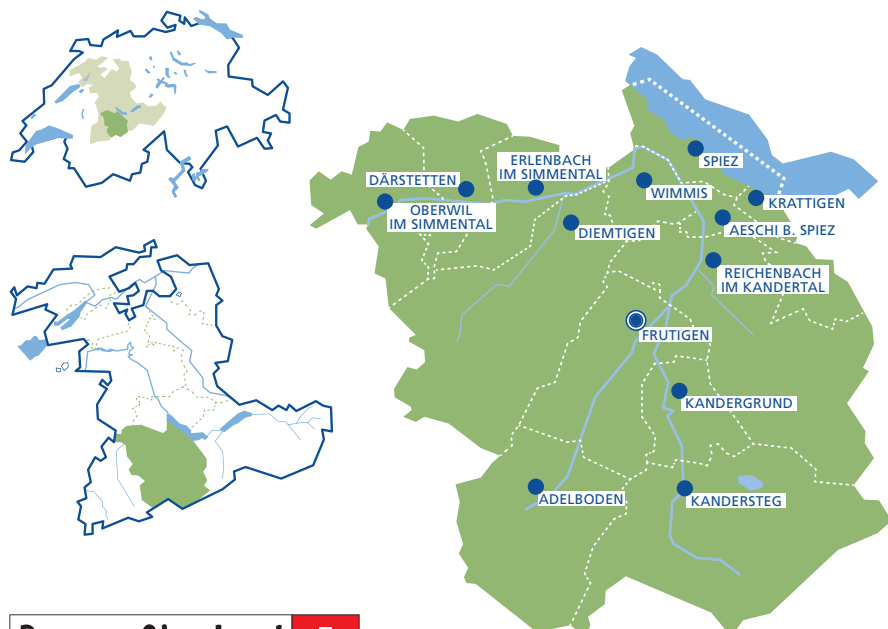 SPIEZ
ERLENBACH
IM SIMMENTAL
DÄRSTETTEN
WIMMIS
KRATTIGEN
OBERWIL
IM SIMMENTAL
DIEMTIGEN
AESCHI B. SPIEZ
REICHENBACH
IM KANDERTAL
FRUTIGEN
KANDERGRUND
ADELBODEN
KANDERSTEG